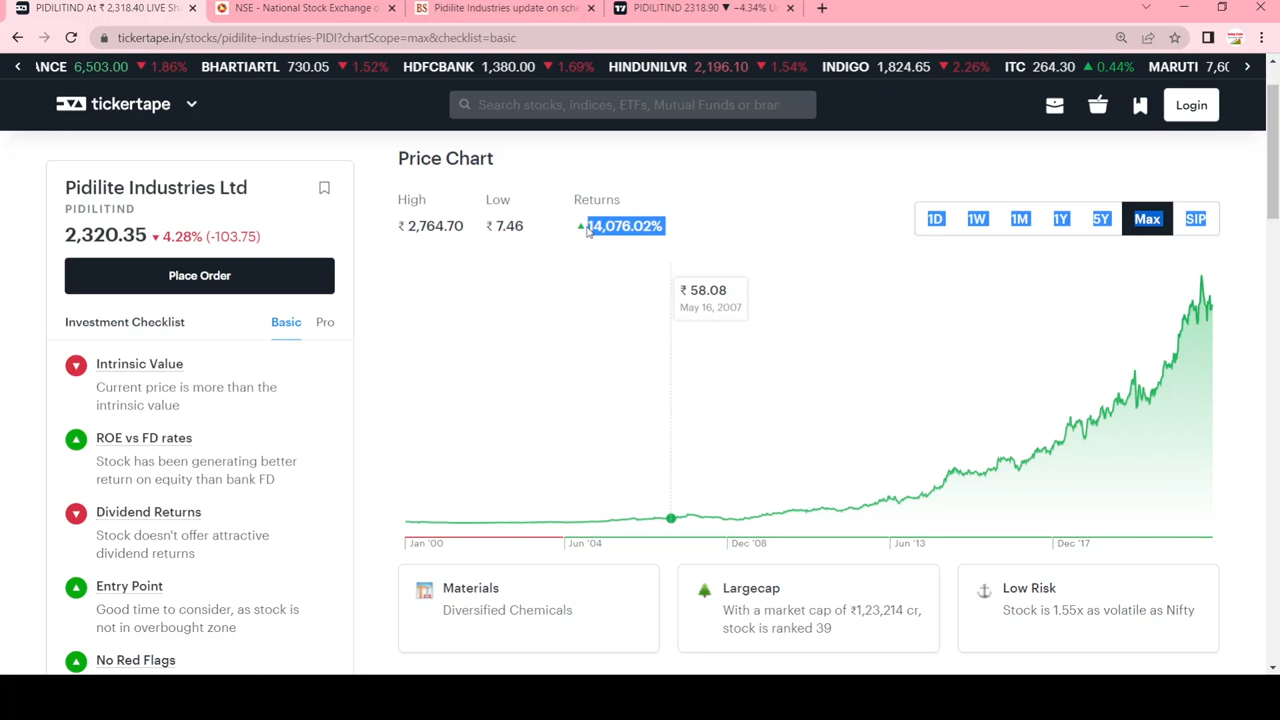 PIDILITIND At ₹ 2,318.40 LIVE Sha
NSE - National Stock Exchange o
BS Pidilite Industries update on sche
PIDILITIND 2318.90 ▼ −4.34% Un
tickertape.in/stocks/pidilite-industries-PIDI?chartScope=max&checklist=basic
ANCE 6,503.00 ▼ 1.86% BHARTIARTL 730.05 ▼ 1.52% HDFCBANK 1,380.00 ▼ 1.69% HINDUNILVR 2,196.10 ▼ 1.54% INDIGO 1,824.65 ▼ 2.26% ITC 264.30 ▲ 0.44% MARUTI 7,60
tickertape
Search stocks, indices, ETFs, Mutual Funds or bran
Login
Pidilite Industries Ltd
PIDILITIND
2,320.35 ▼ 4.28% (-103.75)
Place Order
Investment Checklist Basic Pro
Intrinsic Value
Current price is more than the
intrinsic value
ROE vs FD rates
Stock has been generating better
return on equity than bank FD
Dividend Returns
Stock doesn't offer attractive
dividend returns
Entry Point
Good time to consider, as stock is
not in overbought zone
No Red Flags
Price Chart
High Low Returns
₹ 2,764.70 ₹ 7.46 ▲ 14,076.02%
1D 1W 1M 1Y 5Y Max SIP
₹ 58.08
May 16, 2007
Jan '00 Jun '04 Dec '08 Jun '13 Dec '17
Materials
Diversified Chemicals
Largecap
With a market cap of ₹1,23,214 cr,
stock is ranked 39
Low Risk
Stock is 1.55x as volatile as Nifty